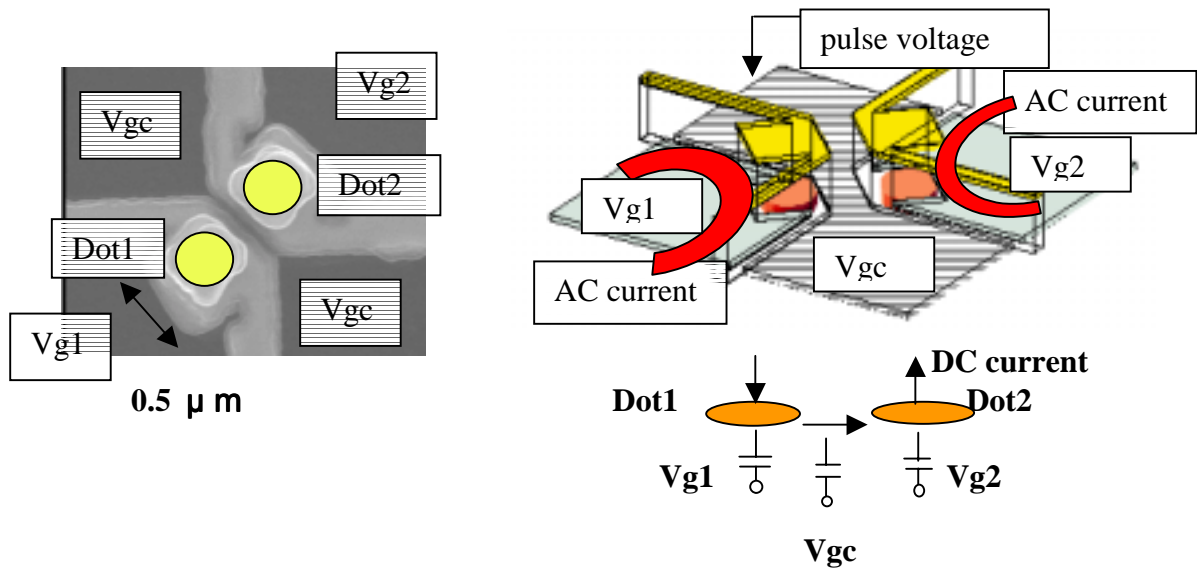 Vg2
Vgc
Dot2
Dot1
Vgc
Vg1
0.5 μ m
pulse voltage
AC current
Vg2
Vg1
Vgc
AC current
DC current
Dot1
Dot2
Vg1
Vg2
Vgc